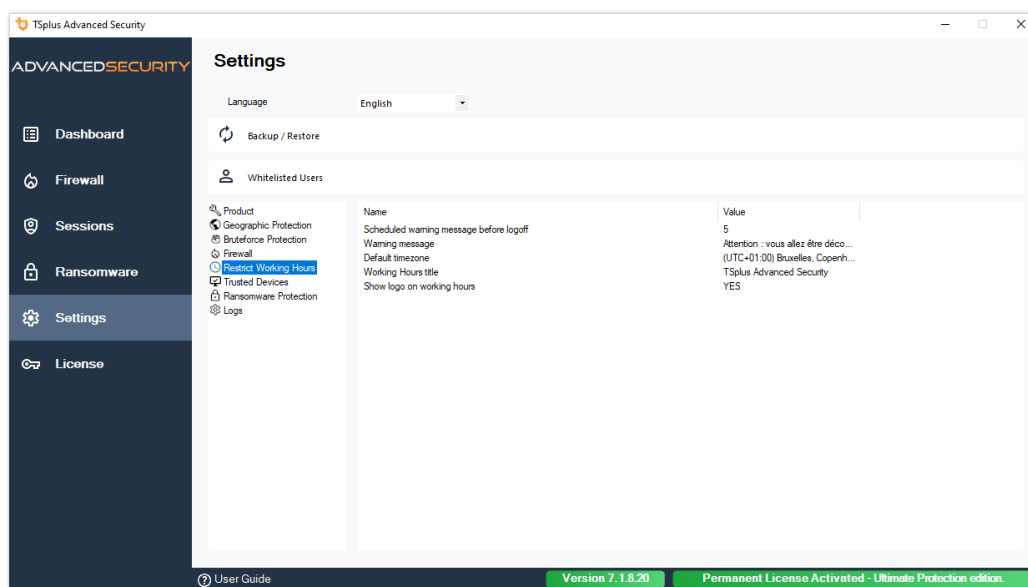 TSplus Advanced Security
ADVANCEDSECURITY
Settings
Language English
Backup / Restore
Whitelisted Users
Dashboard
Firewall
Sessions
Ransomware
Settings
License
Product
Geographic Protection
Bruteforce Protection
Firewall
Restrict Working Hours
Trusted Devices
Ransomware Protection
Logs
Name Value
Scheduled warning message before logoff 5
Warning message Attention : vous allez être déco...
Default timezone (UTC+01:00) Bruxelles, Copenh...
Working Hours title TSplus Advanced Security
Show logo on working hours YES
User Guide
Version 7.1.8.20
Permanent License Activated - Ultimate Protection edition.